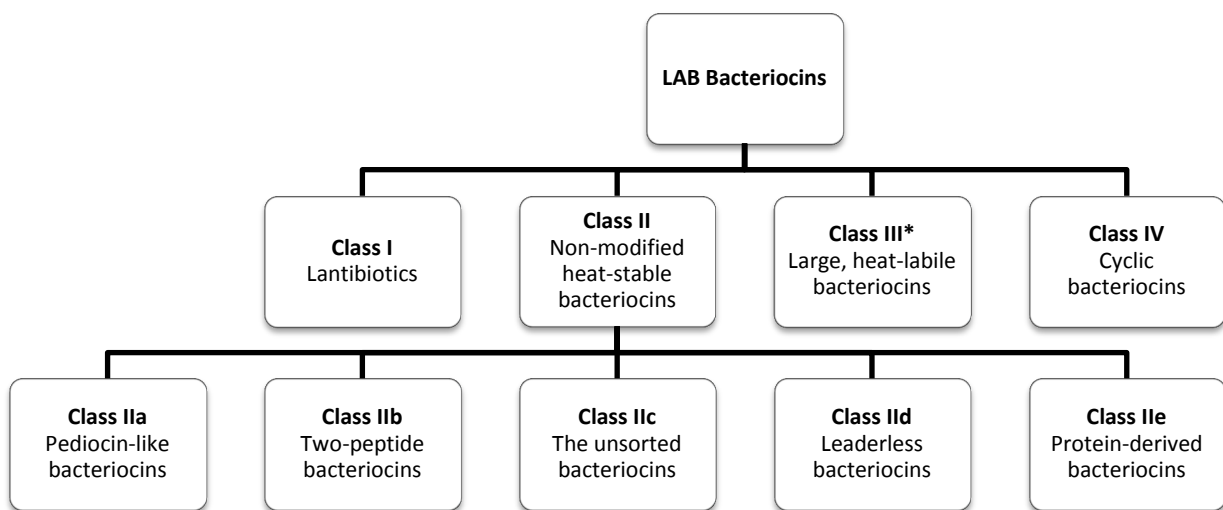 LAB Bacteriocins
Class I
Lantibiotics
Class II
Non-modified
heat-stable
bacteriocins
Class III*
Large, heat-labile
bacteriocins
Class IV
Cyclic
bacteriocins
Class IIa
Pediocin-like
bacteriocins
Class IIb
Two-peptide
bacteriocins
Class IIc
The unsorted
bacteriocins
Class IId
Leaderless
bacteriocins
Class IIe
Protein-derived
bacteriocins